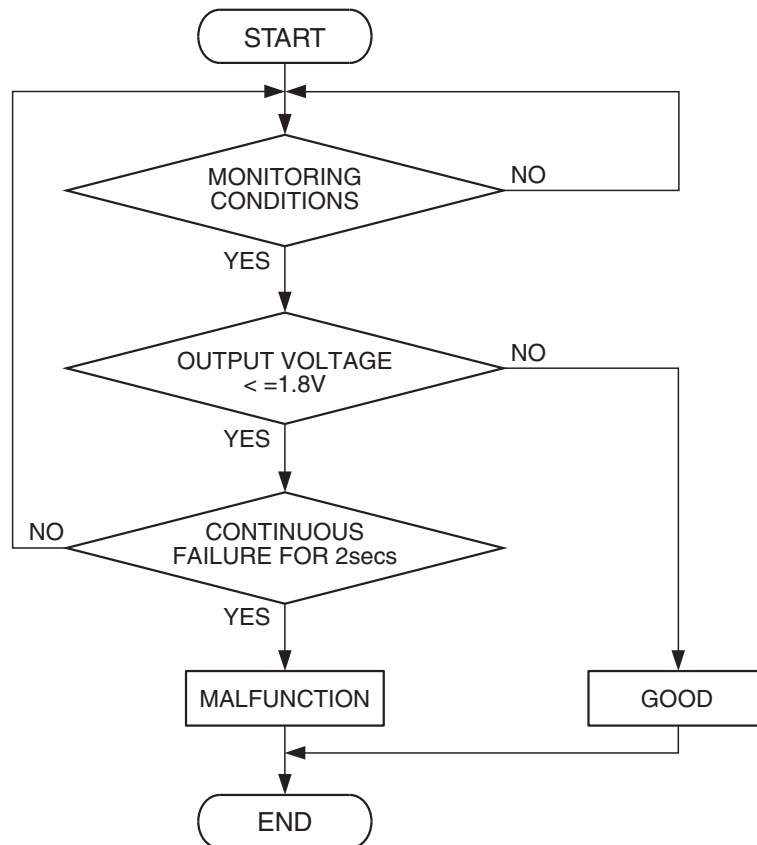 START
MONITORING
CONDITIONS
NO
YES
OUTPUT VOLTAGE
< =1.8V
NO
YES
NO
CONTINUOUS
FAILURE FOR 2secs
YES
MALFUNCTION
GOOD
END